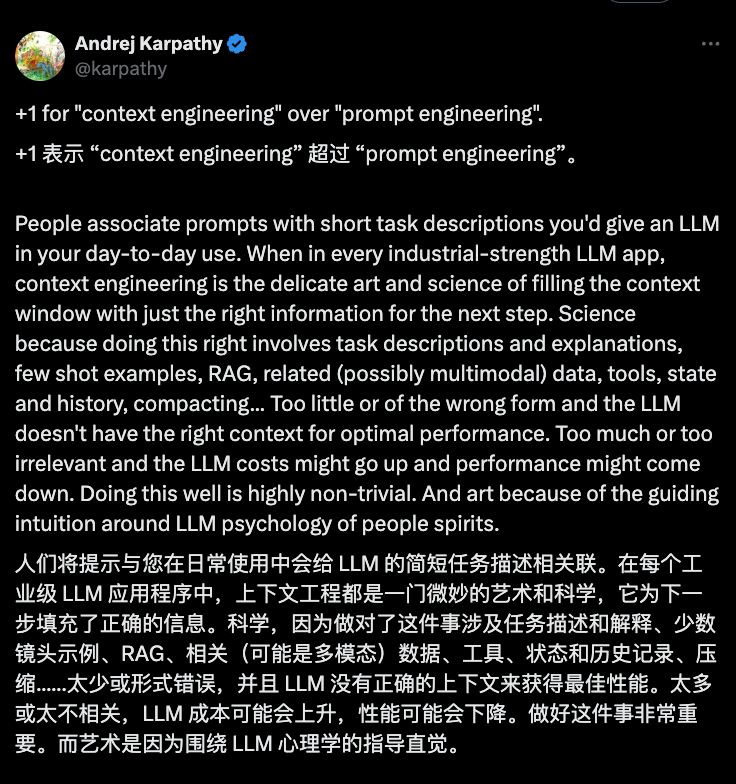 Andrej Karpathy
@karpathy
+1 for "context engineering" over "prompt engineering".
+1 表示 “context engineering” 超过 “prompt engineering”。
People associate prompts with short task descriptions you'd give an LLM
in your day-to-day use. When in every industrial-strength LLM app,
context engineering is the delicate art and science of filling the context
window with just the right information for the next step. Science
because doing this right involves task descriptions and explanations,
few shot examples, RAG, related (possibly multimodal) data, tools, state
and history, compacting... Too little or of the wrong form and the LLM
doesn't have the right context for optimal performance. Too much or too
irrelevant and the LLM costs might go up and performance might come
down. Doing this well is highly non-trivial. And art because of the guiding
intuition around LLM psychology of people spirits.
人们将提示与您在日常使用中会给 LLM 的简短任务描述相关联。在每个工
业级 LLM 应用程序中，上下文工程都是一门微妙的艺术和科学，它为下一
步填充了正确的信息。科学，因为做对了这件事涉及任务描述和解释、少数
镜头示例、RAG、相关（可能是多模态）数据、工具、状态和历史记录、压
缩......太少或形式错误，并且 LLM 没有正确的上下文来获得最佳性能。太多
或太不相关，LLM 成本可能会上升，性能可能会下降。做好这件事非常重
要。而艺术是因为围绕 LLM 心理学的指导直觉。